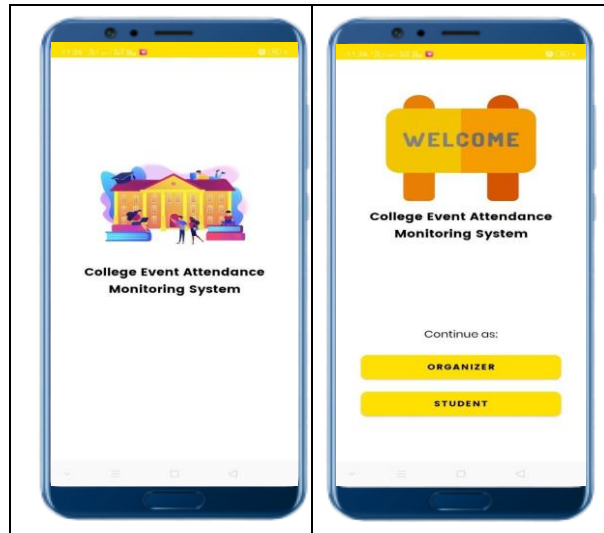 College Event Attendance
Monitoring System
WELCOME
College Event Attendance
Monitoring System
Continue as:
ORGANIZER
STUDENT